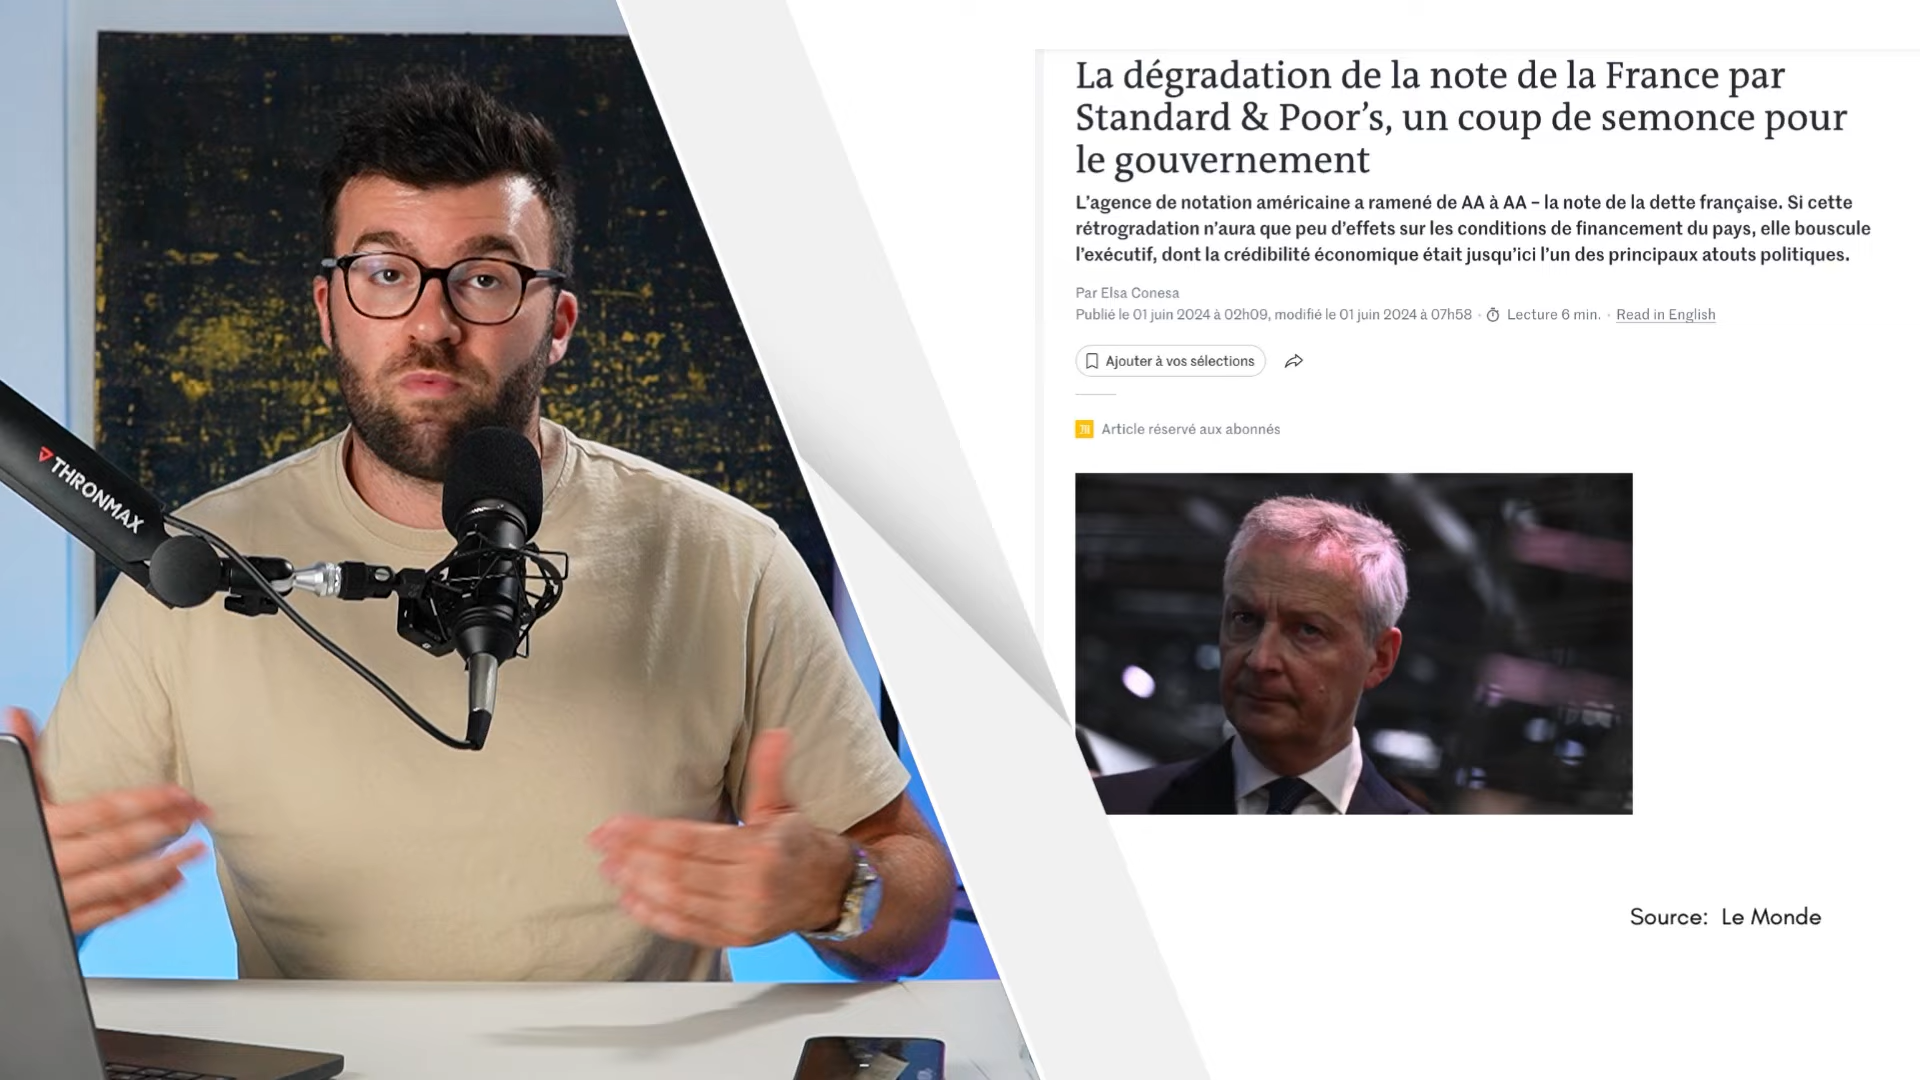 THRONMAX
La dégradation de la note de la France par
Standard & Poor’s, un coup de semonce pour
le gouvernement
L’agence de notation américaine a ramené de AA à AA – la note de la dette française. Si cette
rétrogradation n’aura que peu d’effets sur les conditions de financement du pays, elle bouscule
l’exécutif, dont la crédibilité économique était jusqu’ici l’un des principaux atouts politiques.
Par Elsa Conesa
Publié le 01 juin 2024 à 02h09, modifié le 01 juin 2024 à 07h58 · Lecture 6 min. · Read in English
Ajouter à vos sélections
Article réservé aux abonnés
Source: Le Monde